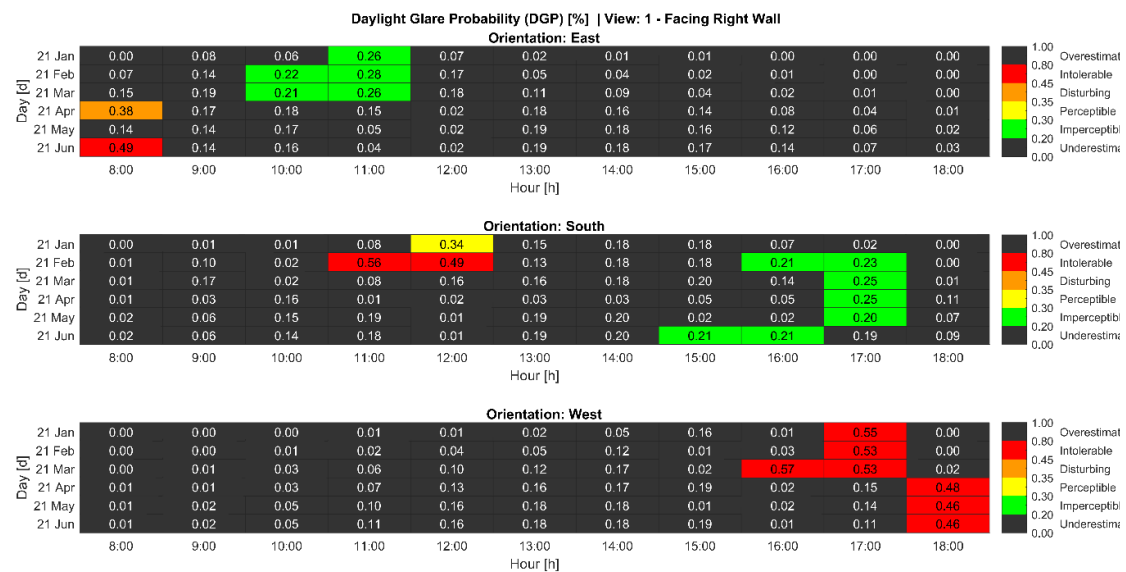 Daylight Glare Probability (DGP) [%] | View: 1 - Facing Right Wall
Orientation: East
21 Jan 0.00 0.08 0.06 0.26 0.07 0.02 0.01 0.01 0.00 0.00 0.00
21 Feb 0.07 0.14 0.22 0.28 0.17 0.05 0.04 0.02 0.01 0.00 0.00
21 Mar 0.15 0.19 0.21 0.26 0.18 0.11 0.09 0.04 0.02 0.01 0.00
21 Apr 0.38 0.17 0.18 0.15 0.02 0.18 0.16 0.14 0.08 0.04 0.01
21 May 0.14 0.14 0.17 0.05 0.02 0.19 0.18 0.16 0.12 0.06 0.02
21 Jun 0.49 0.14 0.16 0.04 0.02 0.19 0.18 0.17 0.14 0.07 0.03
8:00 9:00 10:00 11:00 12:00 13:00 14:00 15:00 16:00 17:00 18:00
Hour [h]
Day [d]
1.00
Overestimat
0.80
Intolerable
0.45
Disturbing
0.35
Perceptible
0.30
Imperceptibl
0.20
Underestima
0.00
Orientation: South
21 Jan 0.00 0.01 0.01 0.08 0.34 0.15 0.18 0.18 0.07 0.02 0.00
21 Feb 0.01 0.10 0.02 0.56 0.49 0.13 0.18 0.18 0.21 0.23 0.00
21 Mar 0.01 0.17 0.02 0.08 0.16 0.16 0.18 0.20 0.14 0.25 0.01
21 Apr 0.01 0.03 0.16 0.01 0.02 0.03 0.03 0.05 0.05 0.25 0.11
21 May 0.02 0.06 0.15 0.19 0.01 0.19 0.20 0.02 0.02 0.20 0.07
21 Jun 0.02 0.06 0.14 0.18 0.01 0.19 0.20 0.21 0.21 0.19 0.09
8:00 9:00 10:00 11:00 12:00 13:00 14:00 15:00 16:00 17:00 18:00
Hour [h]
Day [d]
1.00
Overestimat
0.80
Intolerable
0.45
Disturbing
0.35
Perceptible
0.30
Imperceptibl
0.20
Underestima
0.00
Orientation: West
21 Jan 0.00 0.00 0.00 0.01 0.01 0.02 0.05 0.16 0.01 0.55 0.00
21 Feb 0.00 0.00 0.01 0.02 0.04 0.05 0.12 0.01 0.03 0.53 0.00
21 Mar 0.00 0.01 0.03 0.06 0.10 0.12 0.17 0.02 0.57 0.53 0.02
21 Apr 0.01 0.01 0.03 0.07 0.13 0.16 0.17 0.19 0.02 0.15 0.48
21 May 0.01 0.02 0.05 0.10 0.16 0.18 0.18 0.01 0.02 0.14 0.46
21 Jun 0.01 0.02 0.05 0.11 0.16 0.18 0.18 0.19 0.01 0.11 0.46
8:00 9:00 10:00 11:00 12:00 13:00 14:00 15:00 16:00 17:00 18:00
Hour [h]
Day [d]
1.00
Overestimat
0.80
Intolerable
0.45
Disturbing
0.35
Perceptible
0.30
Imperceptibl
0.20
Underestima
0.00